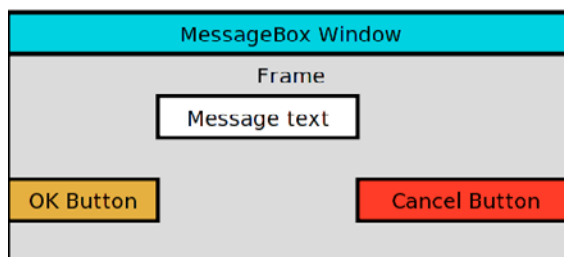 MessageBox Window
Frame
Message text
OK Button
Cancel Button